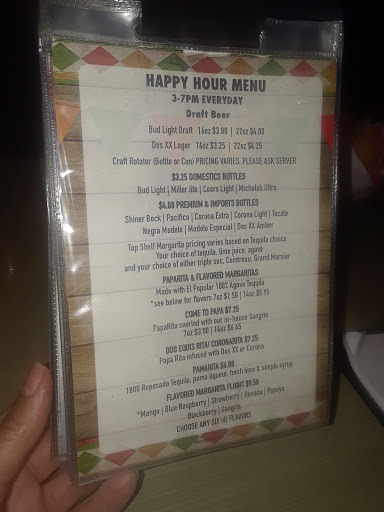 HAPPY HOUR MENU
3-7PM EVERYDAY
Draft Beer
Bud Light Draft 16oz $3.00 | 22oz $4.00
Dos XX Lager 16oz $3.25 | 22oz $4.25
Craft Rotator (Bottle or Can) PRICING VARIES, PLEASE ASK SERVER
$3.25 DOMESTICS BOTTLES
Bud Light | Miller lite | Coors Light | Michelob Ultra
$4.00 PREMIUM & IMPORTS BOTTLES
Shiner Bock | Pacifico | Corona Extra | Corona Light | Tecate
Negra Modelo | Modelo Especial | Dos XX Amber
Top Shelf Margarita pricing varies based on Tequila choice
Your choice of tequila, lime juice, agave
and your choice of either triple sec, Cointreau, Grand Marnier
PAPARITA & FLAVORED MARGARITAS
Made with El Popular 100% Agave Tequila
*see below for flavors 7oz $2.50 | 14oz $5.95
COME TO PAPA $7.25
PapaRita swirled with our in-house Sangria
7oz $3.00 | 14oz $6.45
DOS EQUIS RITA/ CORONARITA $7.25
Papa Rita infused with Dos XX or Corona
PAMARITA $6.00
1800 Reposado Tequila, pama liqueur, fresh lime & simple syrup
FLAVORED MARGARITA FLIGHT $9.50
*Mango | Blue Raspberry | Strawberry | Banana | Papaya
Blackberry | Sangria
CHOOSE ANY SIX (6) FLAVORS